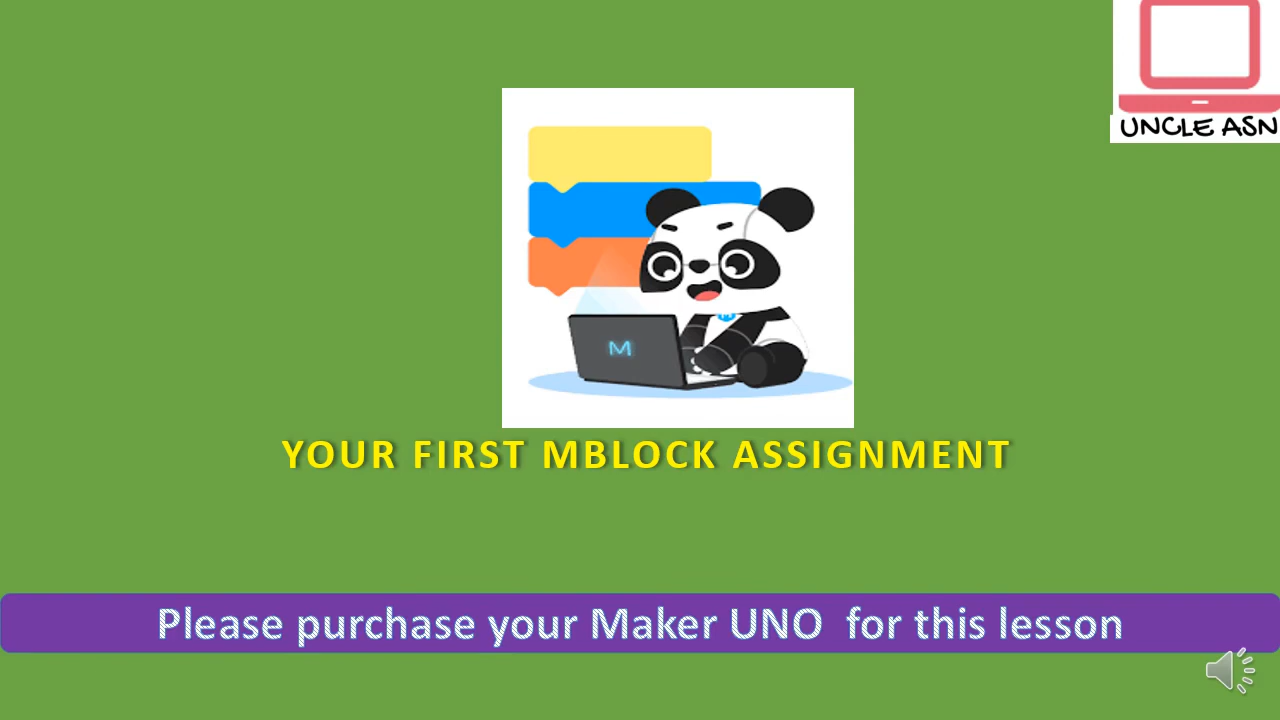 UNCLE ASN
M
YOUR FIRST MBLOCK ASSIGNMENT
Please purchase your Maker UNO  for this lesson